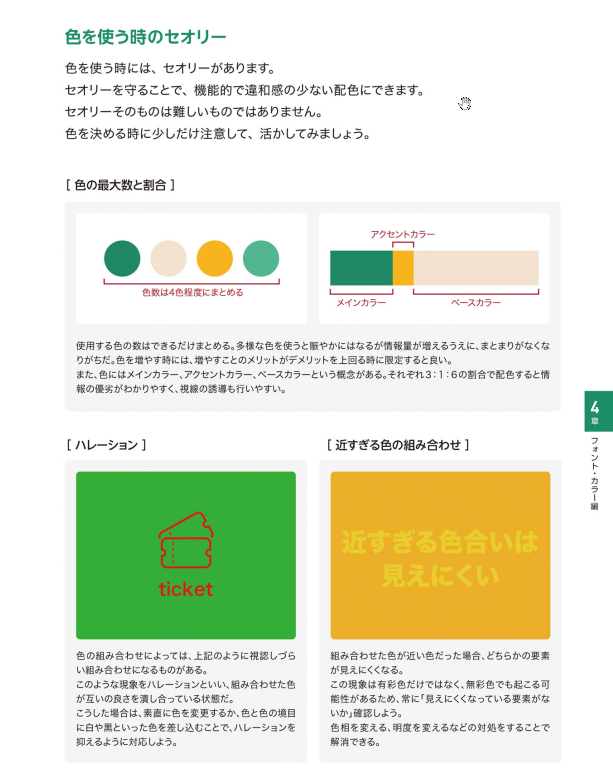 色を使う時のセオリー
色を使う時には、セオリーがあります。
セオリーを守ることで、機能的で違和感の少ない配色にできます。
セオリーそのものは難しいものではありません。
色を決める時に少しだけ注意して、活かしてみましょう。
[ 色の最大数と割合 ]
色数は4色程度にまとめる
アクセントカラー
メインカラー
ベースカラー
使用する色の数はできるだけまとめる。多様な色を使うと賑やかにはなるが情報量が増えるうえに、まとまりがなくな
りがちだ。色を増やす時には、増やすことのメリットがデメリットを上回る時に限定すると良い。
また、色にはメインカラー、アクセントカラー、ベースカラーという概念がある。それぞれ3:1:6の割合で配色すると情
報の優劣がわかりやすく、視線の誘導も行いやすい。
4
章
フォント・カラー編
[ ハレーション ]
ticket
色の組み合わせによっては、上記のように視認しづら
い組み合わせになるものがある。
このような現象をハレーションといい、組み合わせた色
が互いの良さを潰し合っている状態だ。
こうした場合は、素直に色を変更するか、色と色の境目
に白や黒といった色を差し込むことで、ハレーションを
抑えるように対応しよう。
[ 近すぎる色の組み合わせ ]
近すぎる色合いは
見えにくい
組み合わせた色が近い色だった場合、どちらかの要素
が見えにくくなる。
この現象は有彩色だけではなく、無彩色でも起こる可
能性があるため、常に「見えにくくなっている要素がな
いか」確認しよう。
色相を変える、明度を変えるなどの対処をすることで
解消できる。